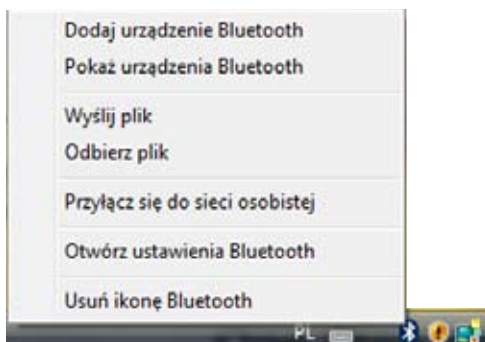 Dodaj urządzenie Bluetooth
Pokaż urządzenia Bluetooth
Wyślij plik
Odbierz plik
Przyłącz się do sieci osobistej
Otwórz ustawienia Bluetooth
Usuń ikonę Bluetooth
PL